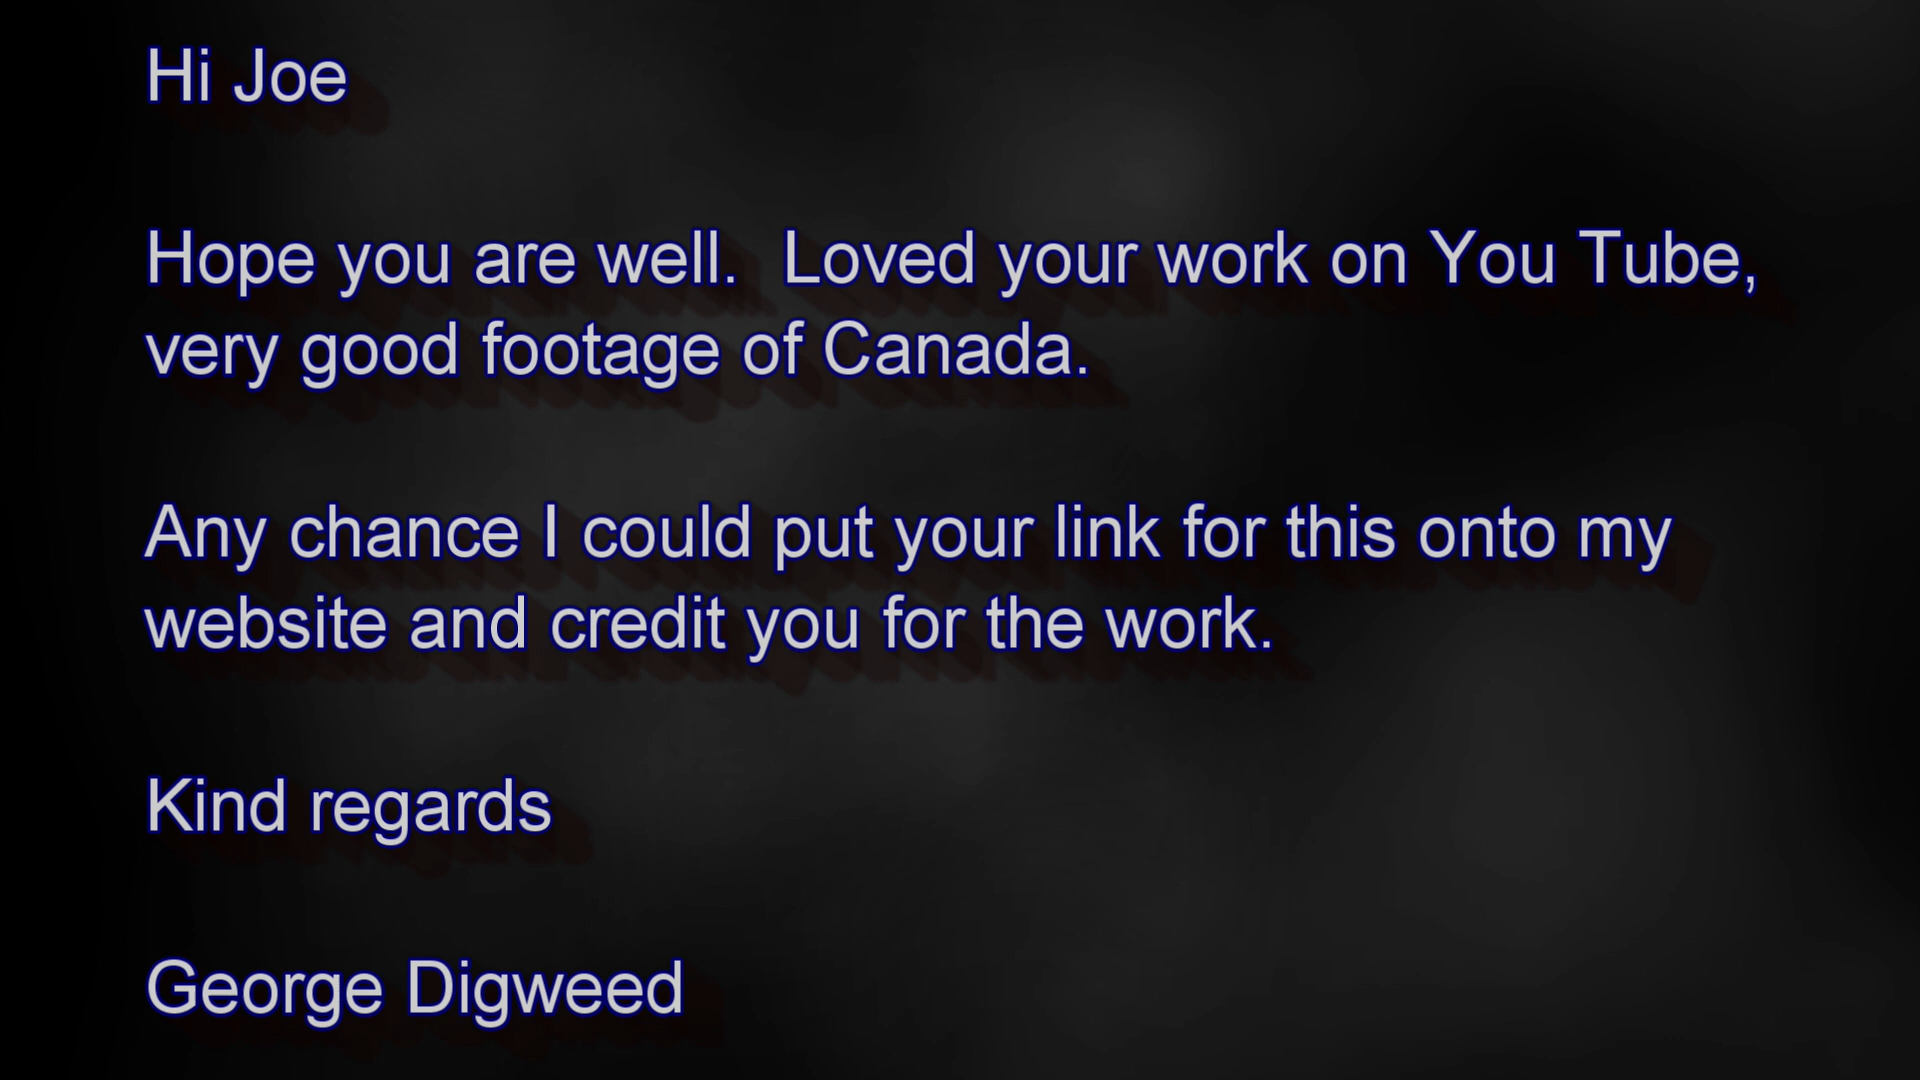 Hi Joe
Hope you are well.  Loved your work on You Tube,
very good footage of Canada.
Any chance I could put your link for this onto my
website and credit you for the work.
Kind regards
George Digweed